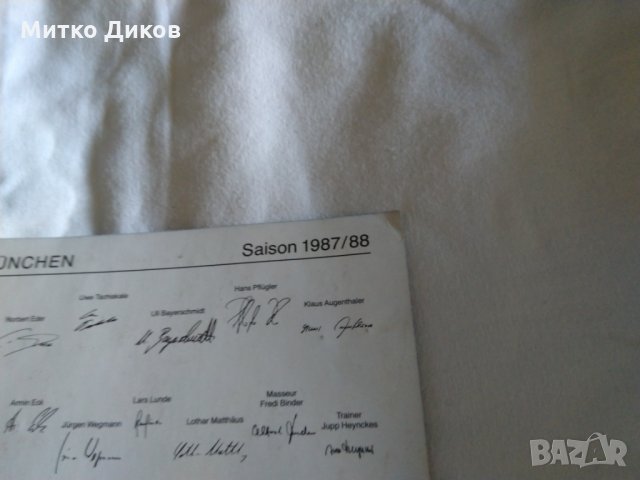 Митко Диков
ÜNCHEN
Saison 1987/88
Norbert Eder
Uwe Tschiskale
Uli Bayerschmidt
Hans Pflügler
Klaus Augenthaler
Armin Eck
Jürgen Wegmann
Lars Lunde
Lothar Matthäus
Masseur
Fredi Binder
Trainer
Jupp Heynckes
BAZAR